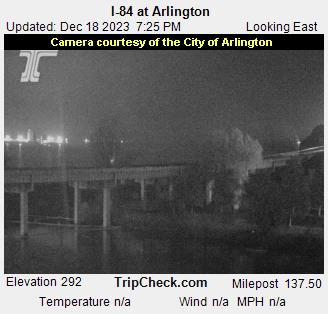 I-84 at Arlington
Updated: Dec 18 2023 7:25 PM Looking East
Camera courtesy of the City of Arlington
Elevation 292 TripCheck.com Milepost 137.50
Temperature n/a Wind n/a MPH n/a